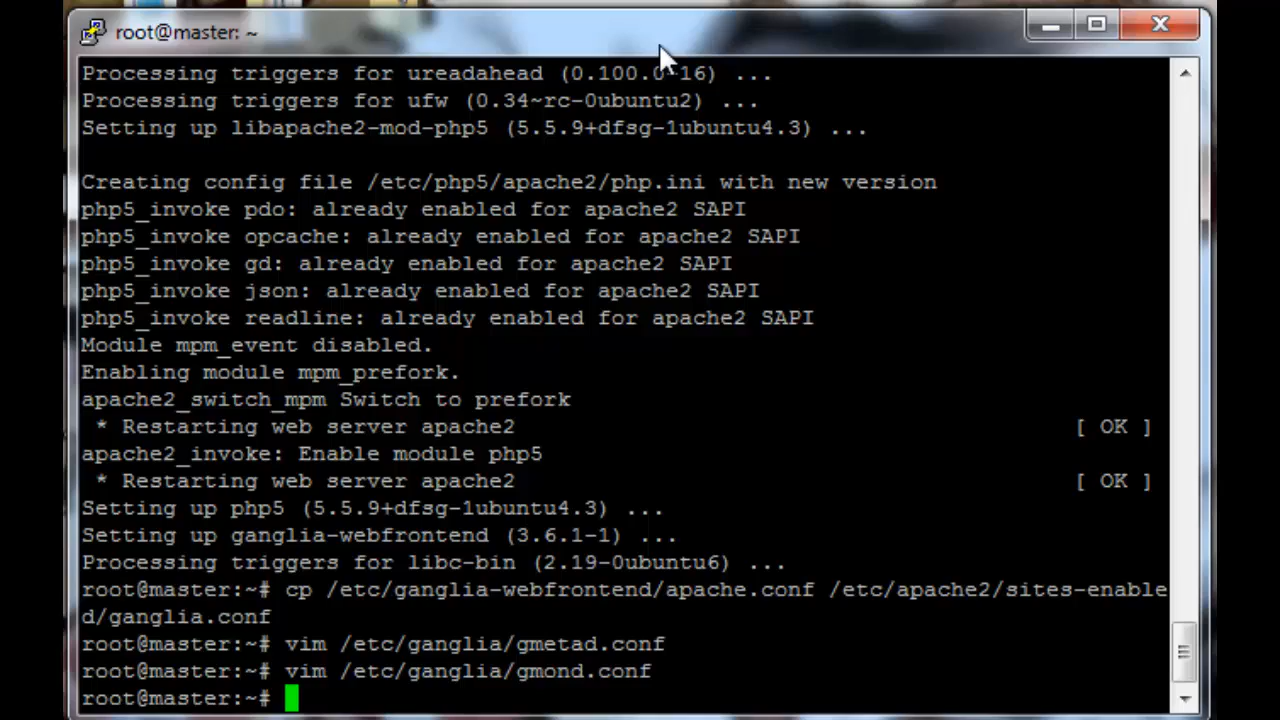 root@master: ~
Processing triggers for ureadahead (0.100.0-16) ...
Processing triggers for ufw (0.34~rc-0ubuntu2) ...
Setting up libapache2-mod-php5 (5.5.9+dfsg-1ubuntu4.3) ...
Creating config file /etc/php5/apache2/php.ini with new version
php5_invoke pdo: already enabled for apache2 SAPI
php5_invoke opcache: already enabled for apache2 SAPI
php5_invoke gd: already enabled for apache2 SAPI
php5_invoke json: already enabled for apache2 SAPI
php5_invoke readline: already enabled for apache2 SAPI
Module mpm_event disabled.
Enabling module mpm_prefork.
apache2_switch_mpm Switch to prefork
 * Restarting web server apache2 [ OK ]
apache2_invoke: Enable module php5
 * Restarting web server apache2 [ OK ]
Setting up php5 (5.5.9+dfsg-1ubuntu4.3) ...
Setting up ganglia-webfrontend (3.6.1-1) ...
Processing triggers for libc-bin (2.19-0ubuntu6) ...
root@master:~# cp /etc/ganglia-webfrontend/apache.conf /etc/apache2/sites-enable
d/ganglia.conf
root@master:~# vim /etc/ganglia/gmetad.conf
root@master:~# vim /etc/ganglia/gmond.conf
root@master:~#